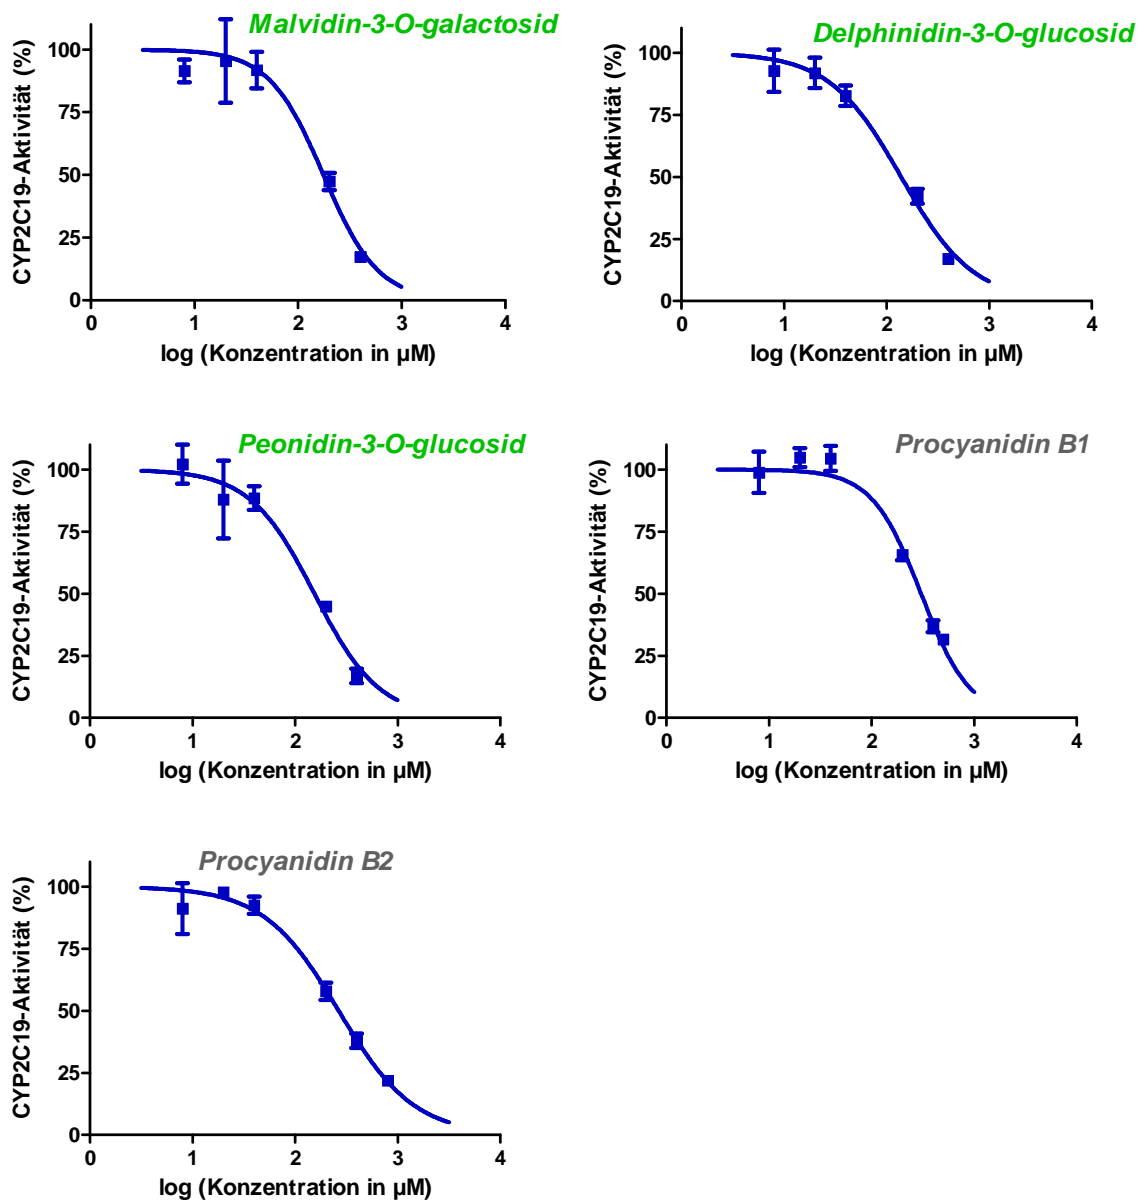 Malvidin-3-O-galactosid
CYP2C19-Aktivität (%)
100
75
50
25
0
0 1 2 3 4
log (Konzentration in µM)
Delphinidin-3-O-glucosid
CYP2C19-Aktivität (%)
100
75
50
25
0
0 1 2 3 4
log (Konzentration in µM)
Peonidin-3-O-glucosid
CYP2C19-Aktivität (%)
100
75
50
25
0
0 1 2 3 4
log (Konzentration in µM)
Procyanidin B1
CYP2C19-Aktivität (%)
100
75
50
25
0
0 1 2 3 4
log (Konzentration in µM)
Procyanidin B2
CYP2C19-Aktivität (%)
100
75
50
25
0
0 1 2 3 4
log (Konzentration in µM)